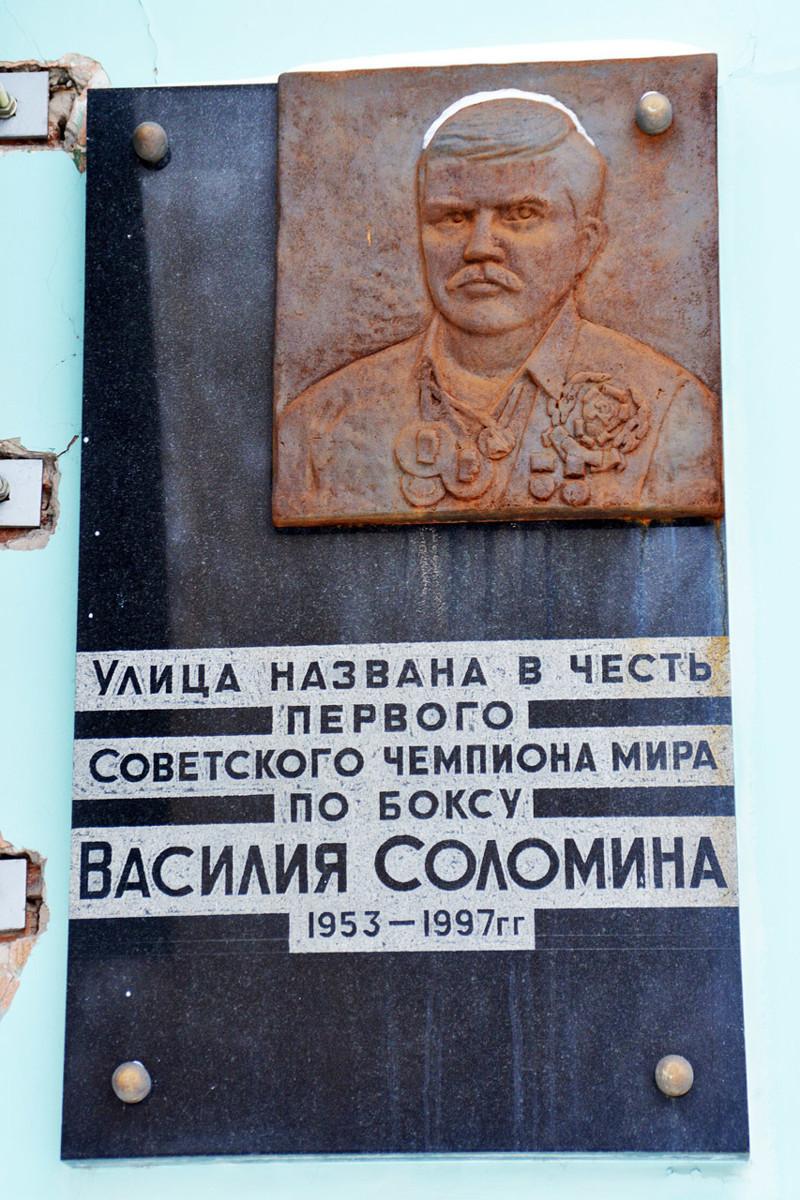 Улица названа в честь
первого
Советского чемпиона мира
по боксу
Василия Соломина
1953 – 1997гг